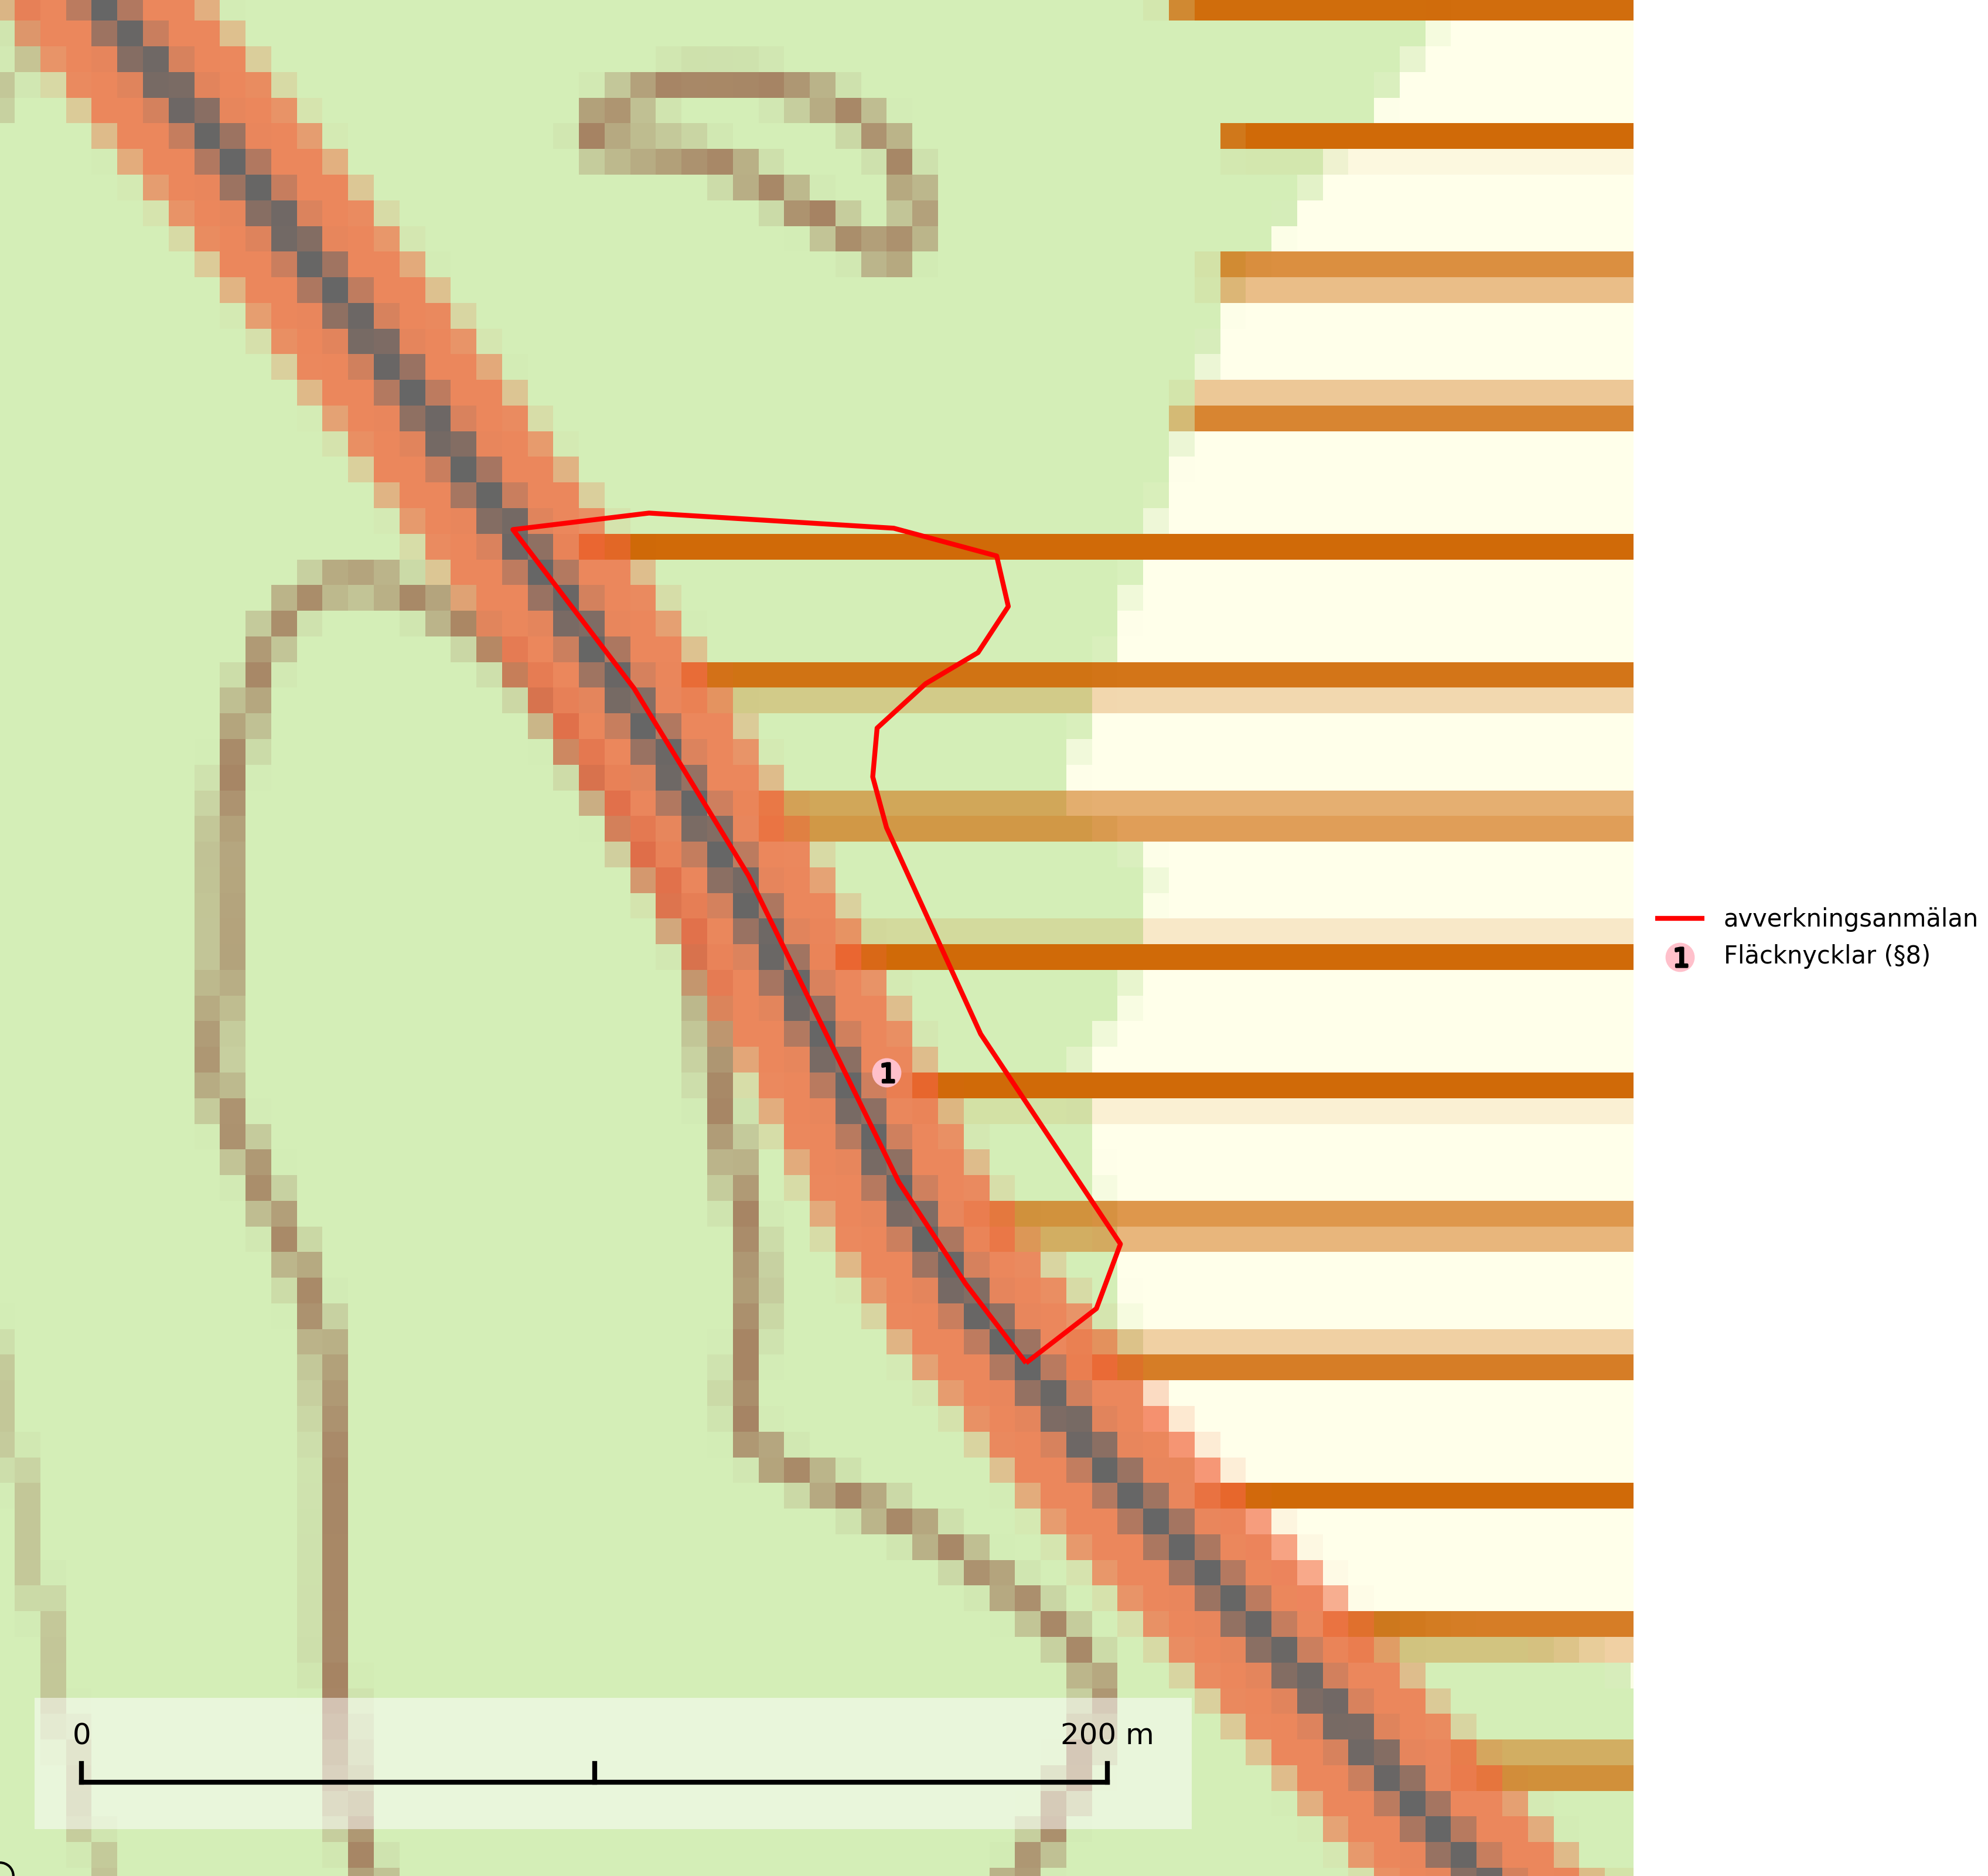 1
avverkningsanmälan
1 Fläcknycklar (§8)
0 200 m